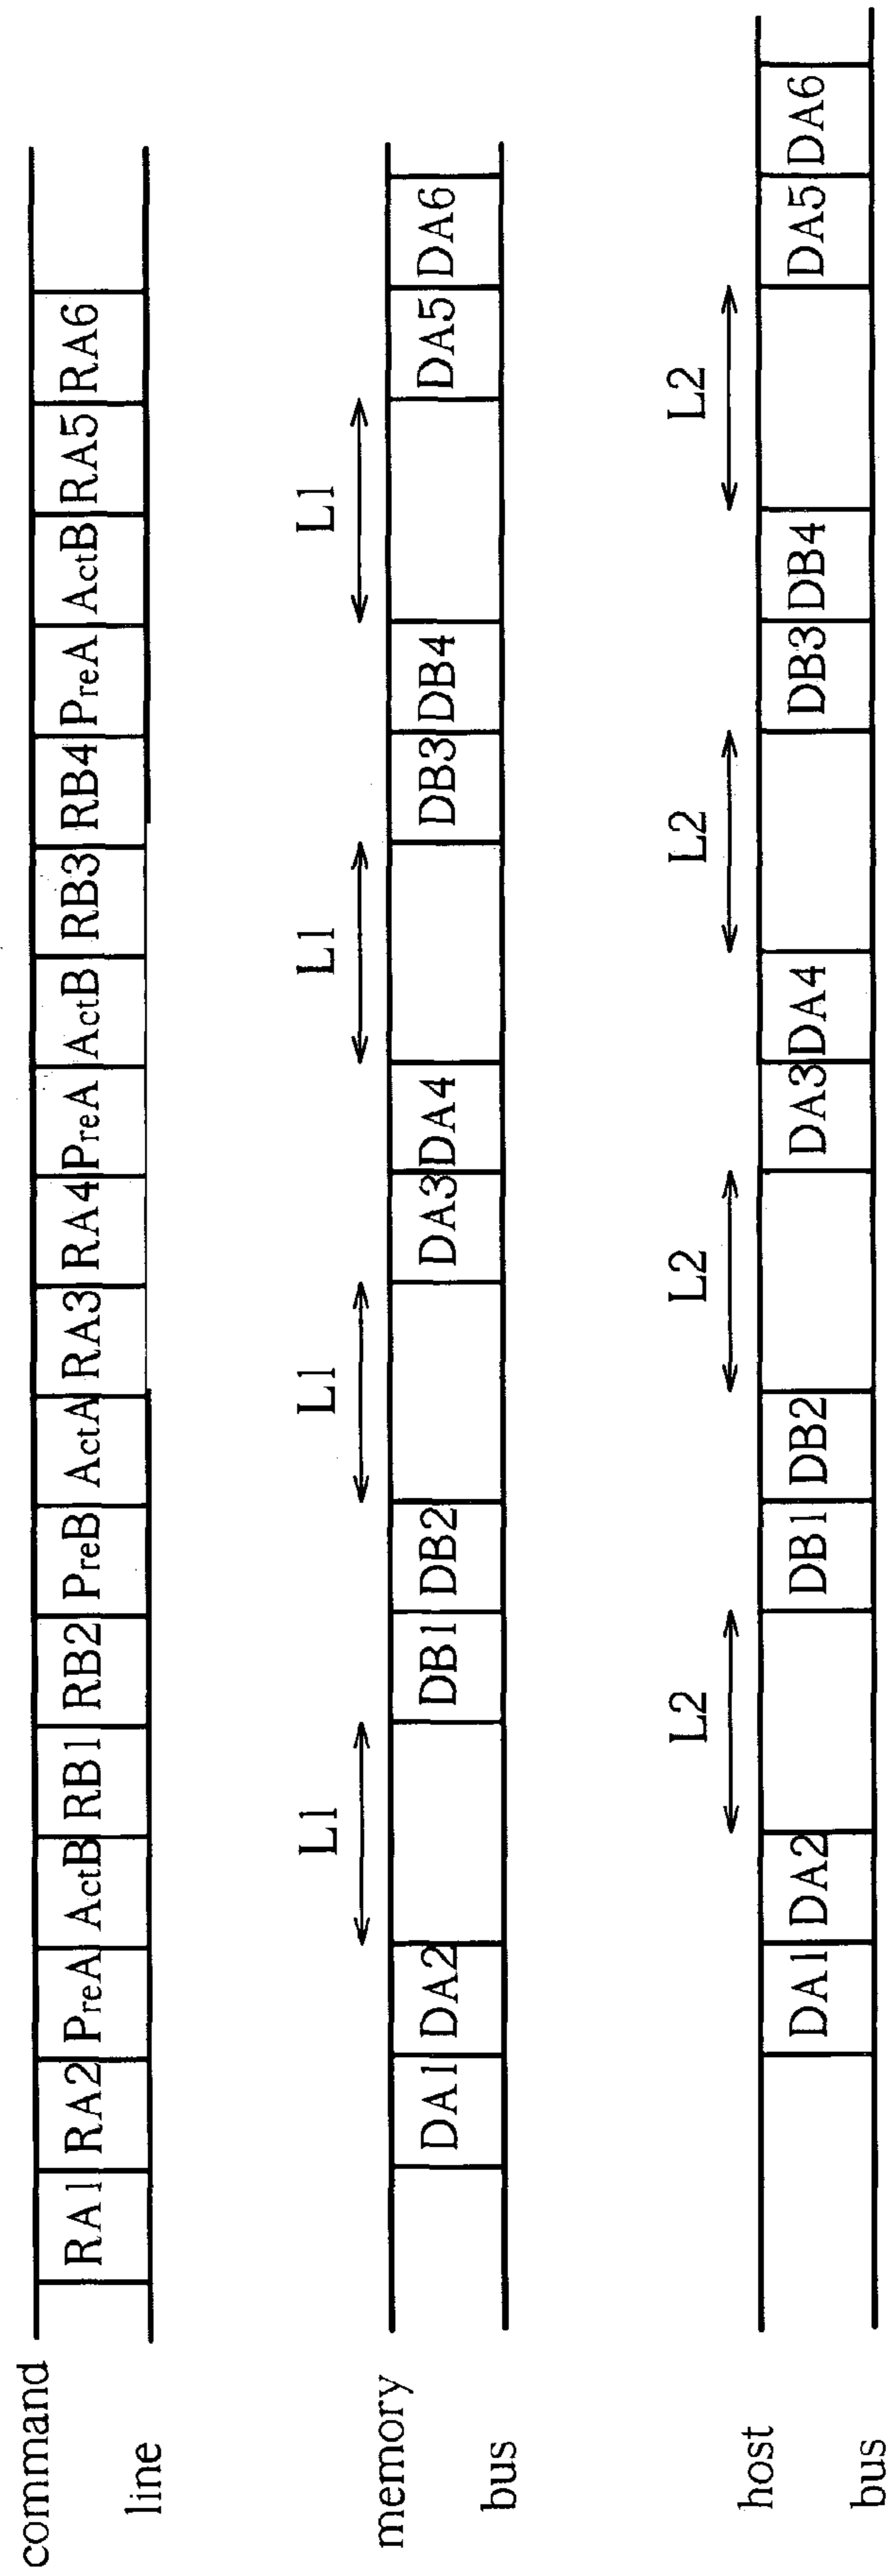 command line
RA1 RA2 PreA ActB RB1 RB2 PreB ActA RA3 RA4 PreA ActB RB3 RB4 PreA ActB RA5 RA6
L1 L1 L1 L1
memory bus
DA1 DA2 DB1 DB2 DA3 DA4 DB3 DB4 DA5 DA6
L2 L2 L2 L2
host bus
DA1 DA2 DB1 DB2 DA3 DA4 DB3 DB4 DA5 DA6